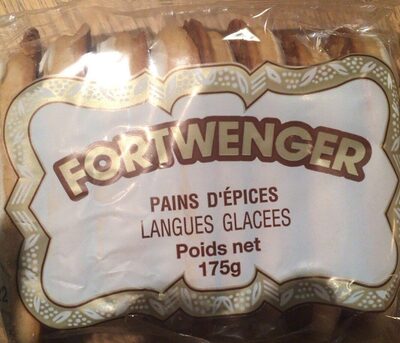 FORTWENGER
PAINS D'ÉPICES
LANGUES GLACEES
Poids net
175g